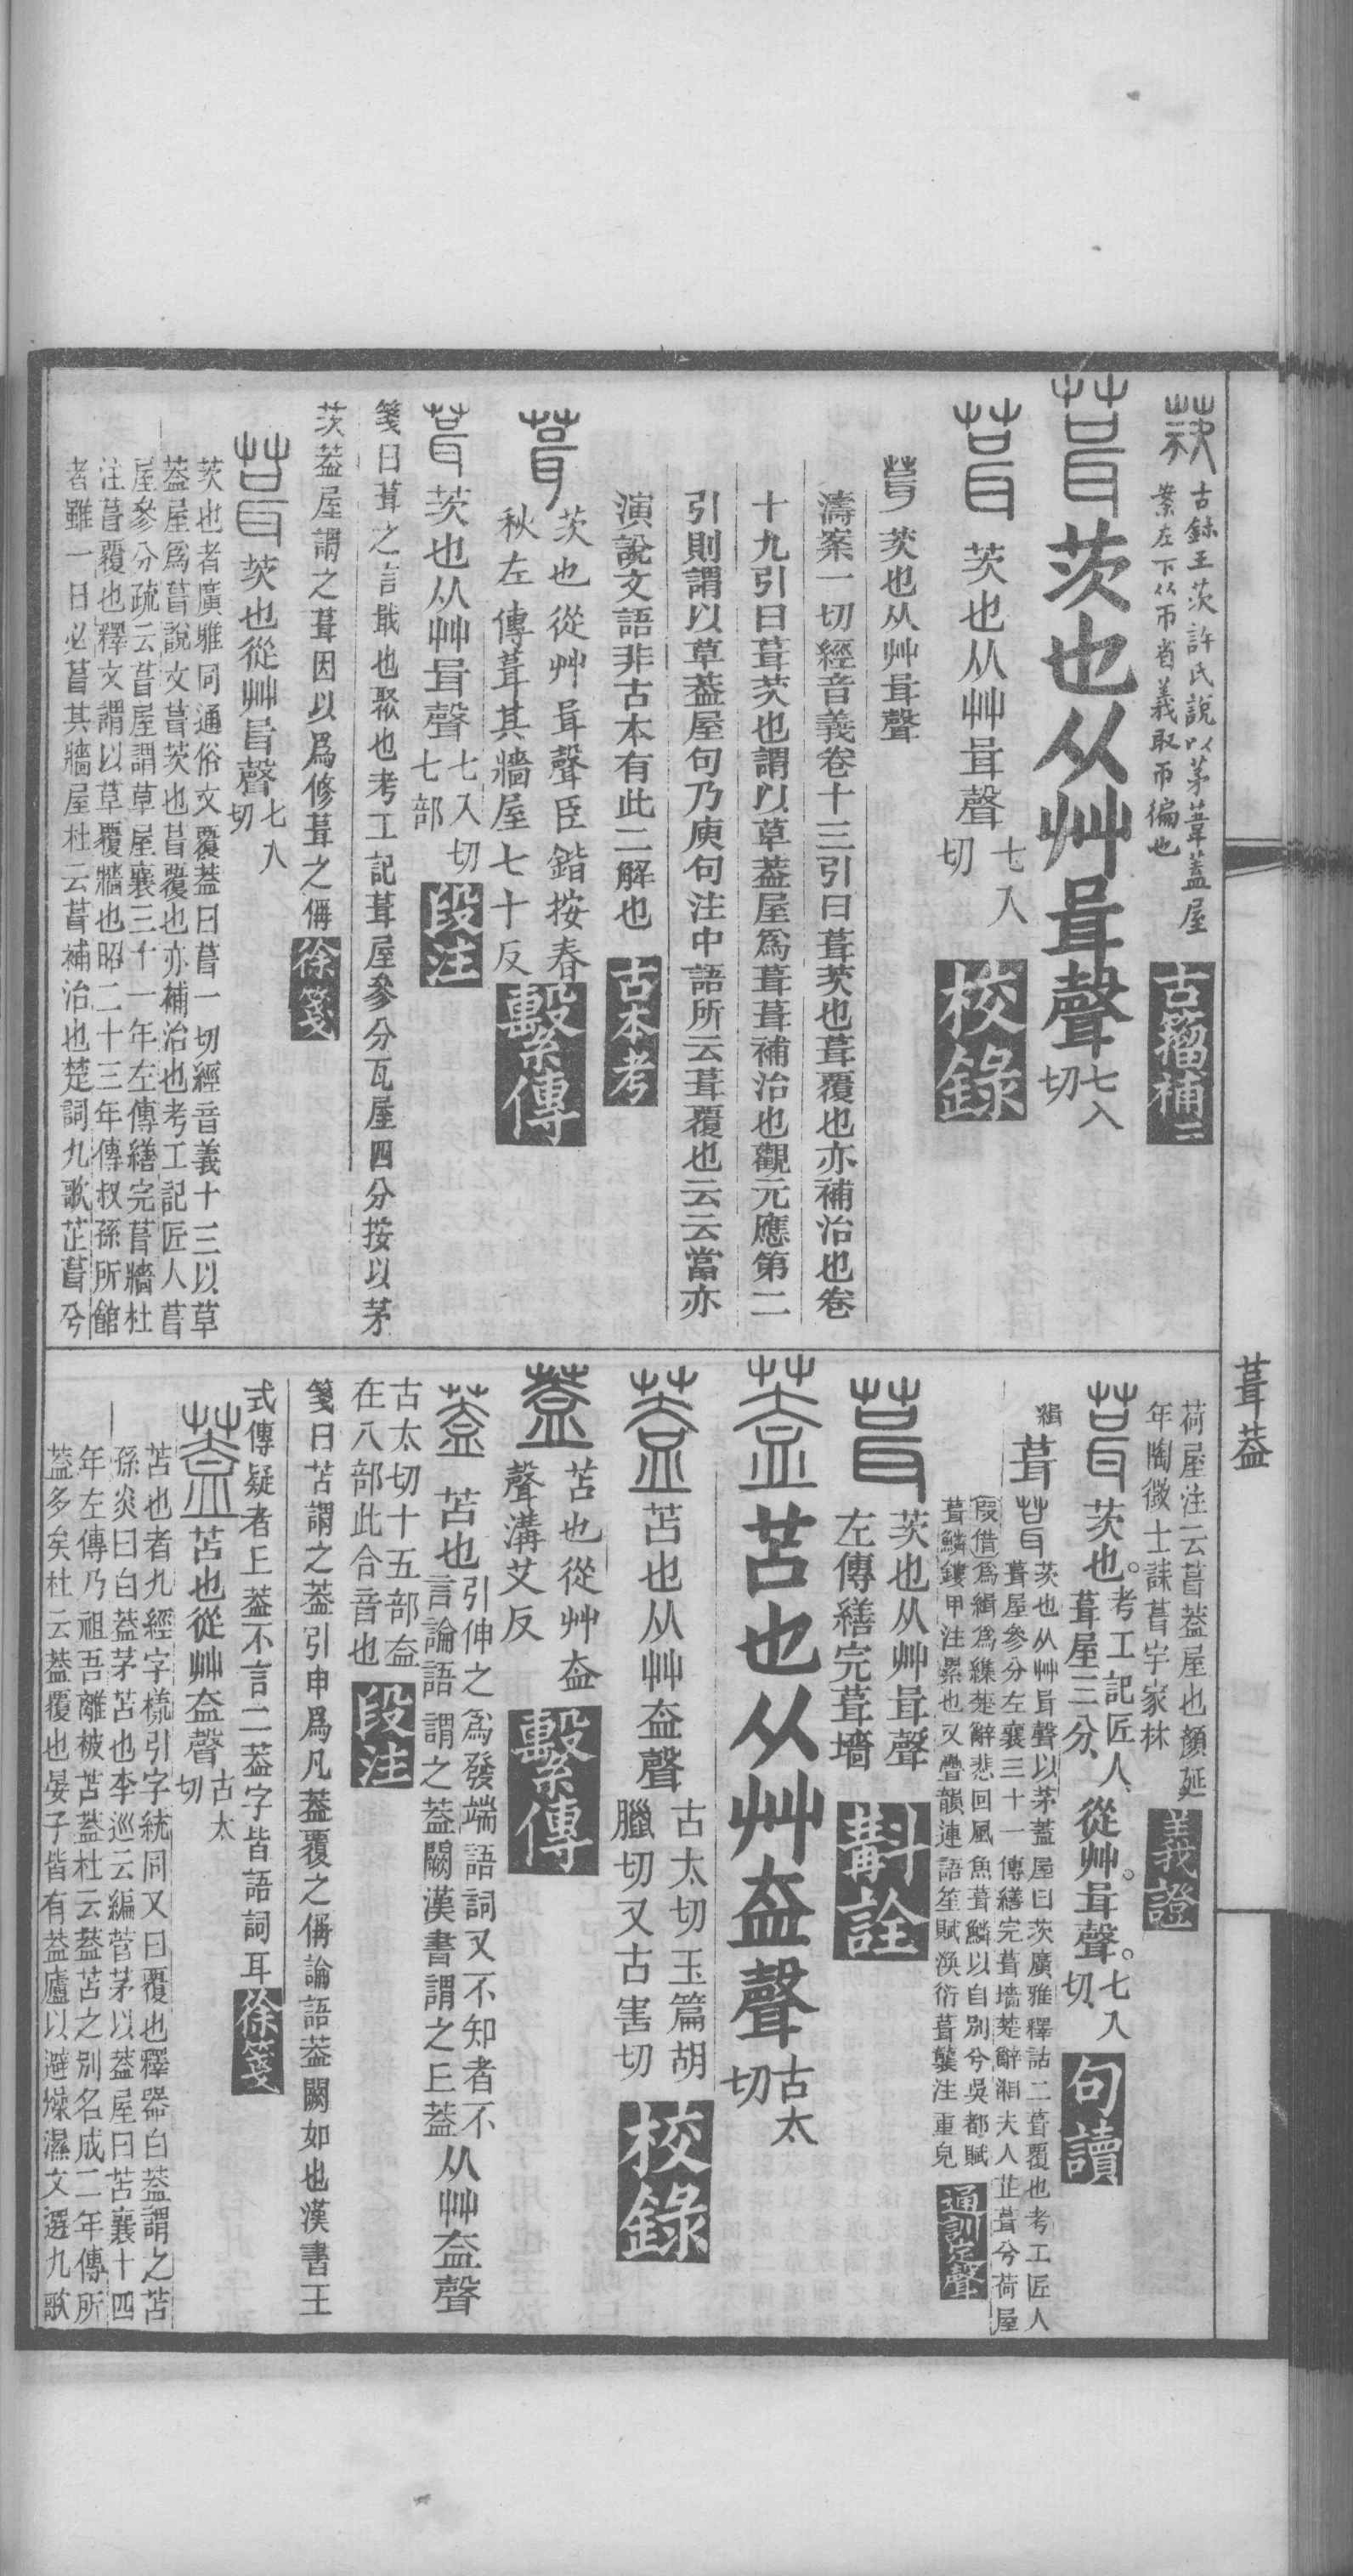 葺葢
古鉢王茨許氏說以茅葦蓋屋
案左下从帀省義取帀徧也
古籀補二
茨也从艸咠聲
七入
切
茨也从艸咠聲
七入
切
校錄
茨也从艸咠聲
濤案一切經音義卷十三引曰葺茨也葺覆也亦補治也卷
十九引曰葺茨也謂以草葢屋爲葺葺補治也觀元應第二
引則謂以草葢屋句乃庾句注中語所云葺覆也云云當亦
演說文語非古本有此二解也
古本考
茨也從艸咠聲臣鍇按春
秋左傳葺其牆屋七十反
繫傳
茨也从艸咠聲
七入切
七部
段注
箋曰葺之言戢也聚也考工記葺屋參分瓦屋四分按以茅
茨葢屋謂之葺因以爲修葺之偁
徐箋
茨也從艸咠聲
七入
切
茨也者廣雅同通俗文覆葢曰葺一切經音義十三以草
葢屋爲葺說文葺茨也葺覆也亦補治也考工記匠人葺
屋參分疏云葺屋謂草屋襄三十一年左傳繕完葺牆杜
注葺覆也釋文謂以草覆牆也昭二十三年傳叔孫所館
者雖一日必葺其牆屋杜云葺補治也楚詞九歌芷葺兮
荷屋注云葺葢屋也顏延
年陶徵士誄葺宇家林
義證
茨也。
考工記匠人、
葺屋三分、
從艸。咠聲。
七入
切、
句讀
緝
葺
茨也从艸咠聲以茅蓋屋曰茨廣雅釋詁二葺覆也考工匠人
葺屋參分左襄三十一傳繕完葺墻楚辭湘夫人芷葺兮荷屋
叚借爲緝爲緁楚辭悲回風魚葺鱗以自別兮吳都賦
葺鱗鏤甲注累也又疊韻連語笙賦渙衍葺襲注重皃
通訓定聲
茨也从艸咠聲
左傳繕完葺墻
斠詮
苫也从艸盇聲
古太
切
苫也从艸盇聲
古太切玉篇胡
臘切又古害切
校錄
苫也從艸盇
聲溝艾反
繫傳
苫也
引伸之爲發端語詞又不知者不
言論語謂之葢闕漢書謂之丘葢
从艸盇聲
古太切十五部盇
在八部此合音也
段注
箋曰苫謂之葢引申爲凡葢覆之偁論語葢闕如也漢書王
式傳疑者丘葢不言二葢字皆語詞耳
徐箋
苫也從艸盇聲
古太
切
苫也者九經字樣引字統同又曰覆也釋器白葢謂之苫
孫炎曰白葢茅苫也李巡云編菅茅以葢屋曰苫襄十四
年左傳乃祖吾離被苫葢杜云葢苫之別名成二年傳所
葢多矣杜云葢覆也晏子皆有葢廬以避燥濕文選九歌